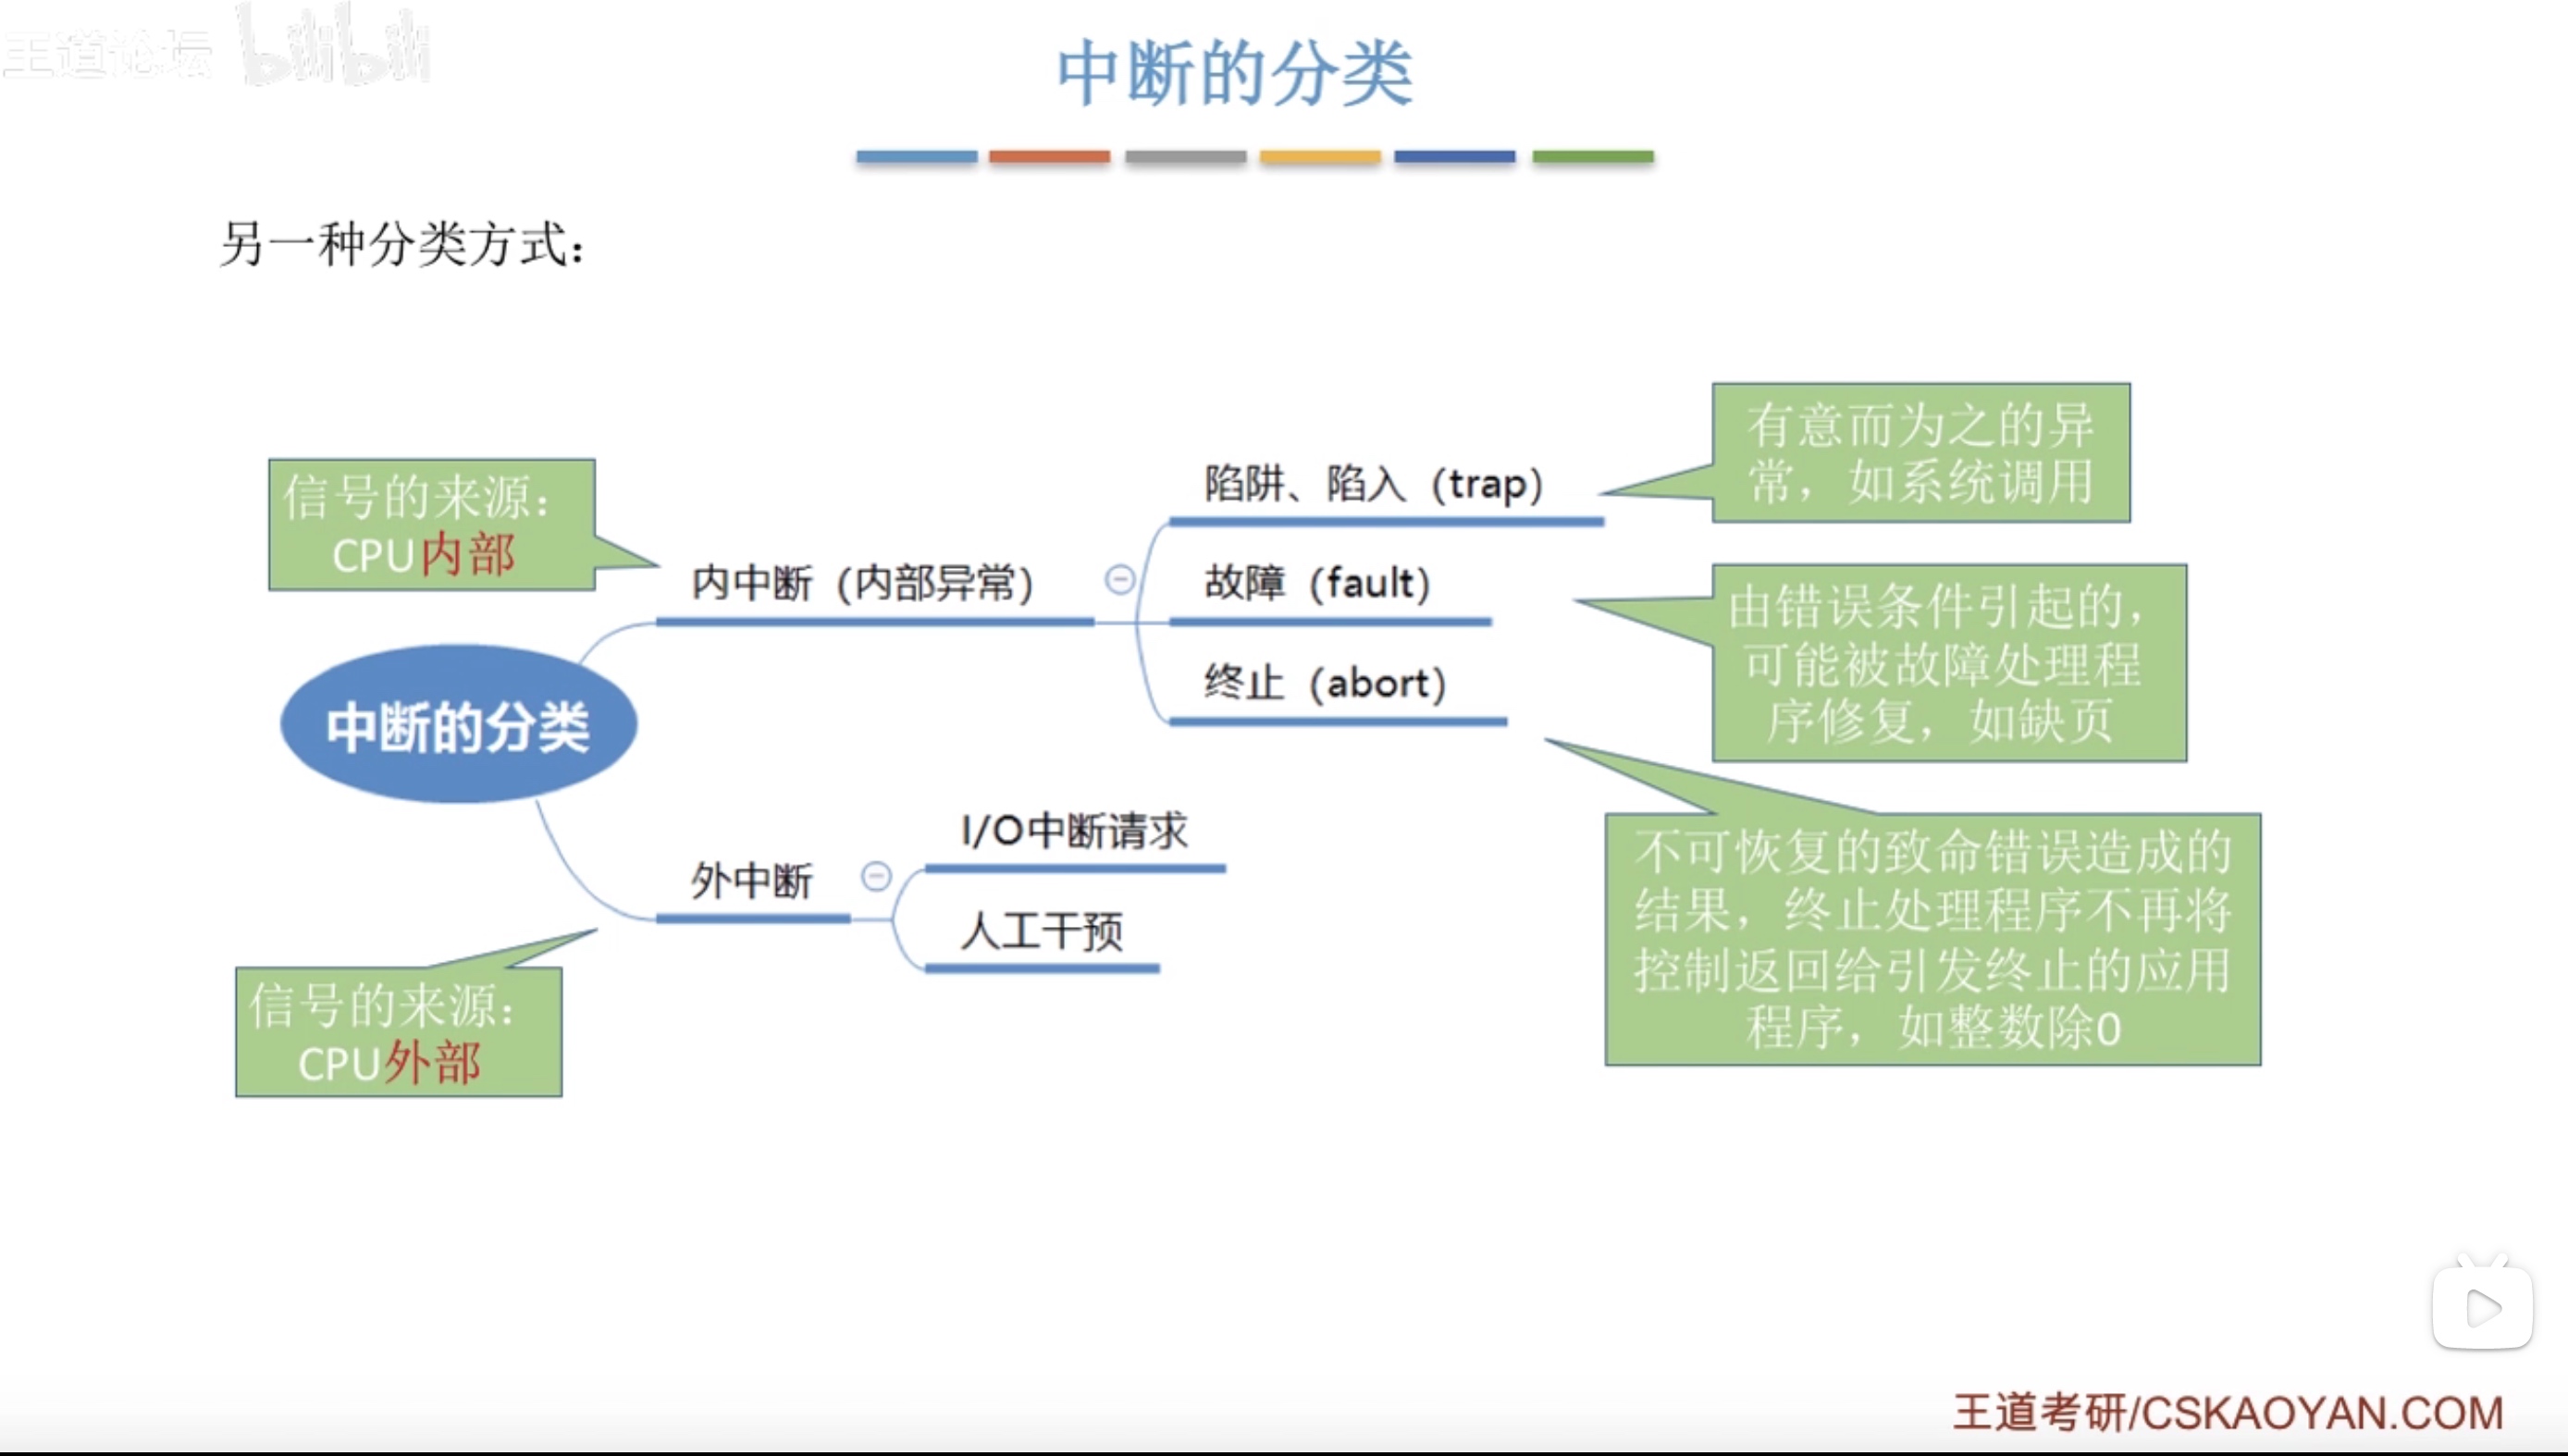 王道论坛 bilibili
中断的分类
另一种分类方式：
信号的来源：
CPU内部
中断的分类
内中断（内部异常）
陷阱、陷入（trap）
有意而为之的异
常，如系统调用
故障（fault）
由错误条件引起的，
可能被故障处理程
序修复，如缺页
终止（abort）
不可恢复的致命错误造成的
结果，终止处理程序不再将
控制返回给引发终止的应用
程序，如整数除0
外中断
I/O中断请求
人工干预
信号的来源：
CPU外部
王道考研/CSKAOYAN.COM